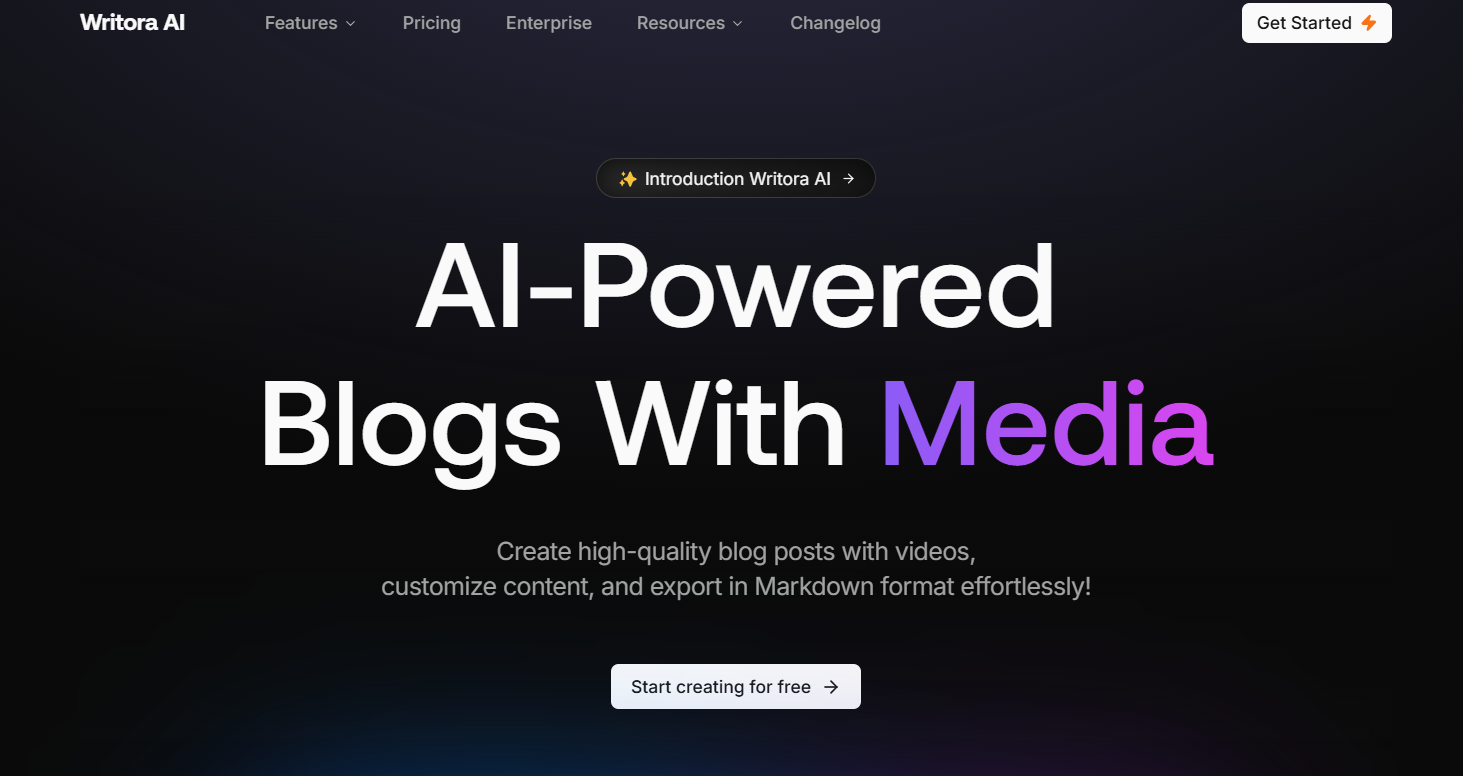 Writora AI
Features
Pricing
Enterprise
Resources
Changelog
Get Started
Introduction Writora AI
AI-Powered
Blogs With Media
Create high-quality blog posts with videos,
customize content, and export in Markdown format effortlessly!
Start creating for free